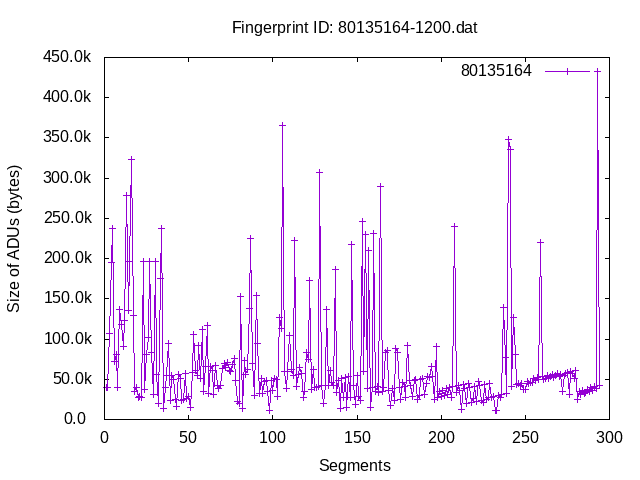 Fingerprint ID: 80135164-1200.dat
450.0k
80135164
400.0k
350.0k
300.0k
250.0k
200.0k
150.0k
100.0k
50.0k
0.0
Size of ADUs (bytes)
0 50 100 150 200 250 300
Segments